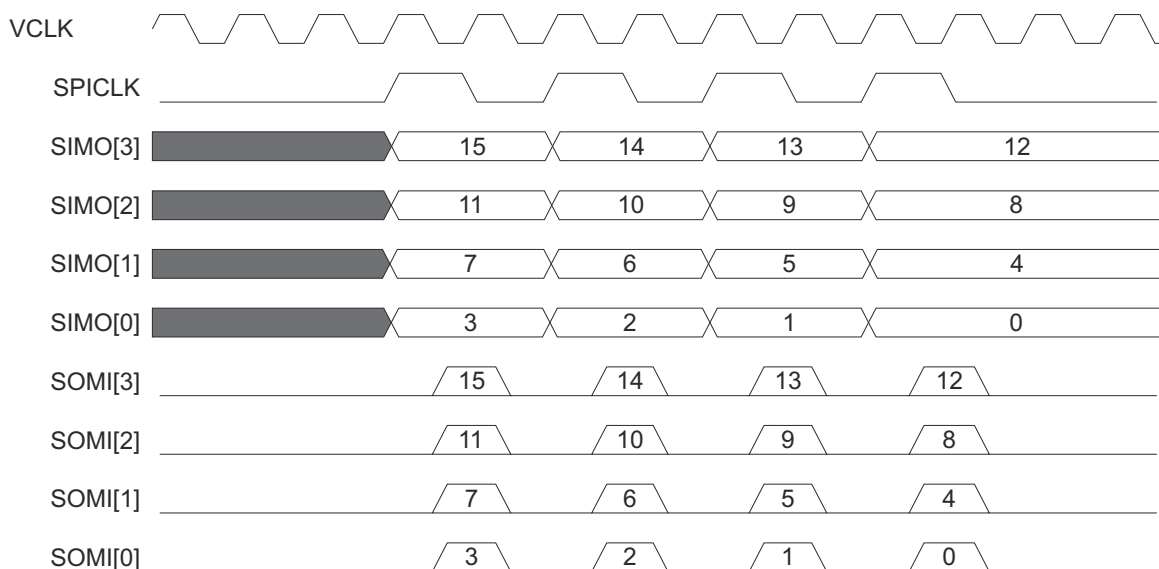 VCLK
SPICLK
SIMO[3] 15 14 13 12
SIMO[2] 11 10 9 8
SIMO[1] 7 6 5 4
SIMO[0] 3 2 1 0
SOMI[3] 15 14 13 12
SOMI[2] 11 10 9 8
SOMI[1] 7 6 5 4
SOMI[0] 3 2 1 0